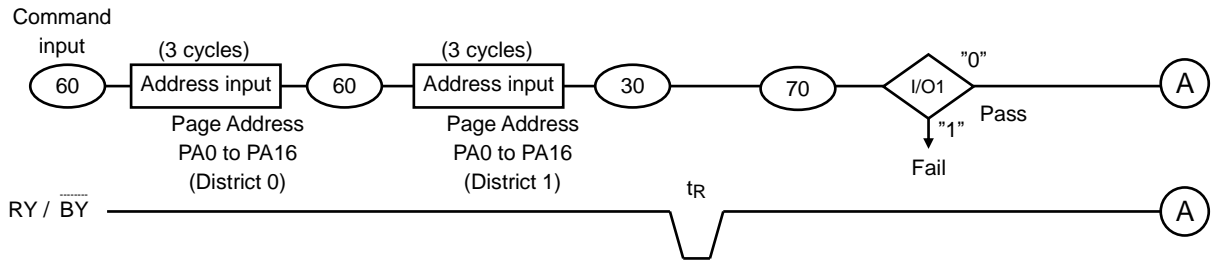 Command
input
(3 cycles)
(3 cycles)
60
Address input
60
Address input
30
70
I/O1
"0"
A
Pass
"1"
Fail
Page Address
PA0 to PA16
(District 0)
Page Address
PA0 to PA16
(District 1)
tR
RY / BY
A